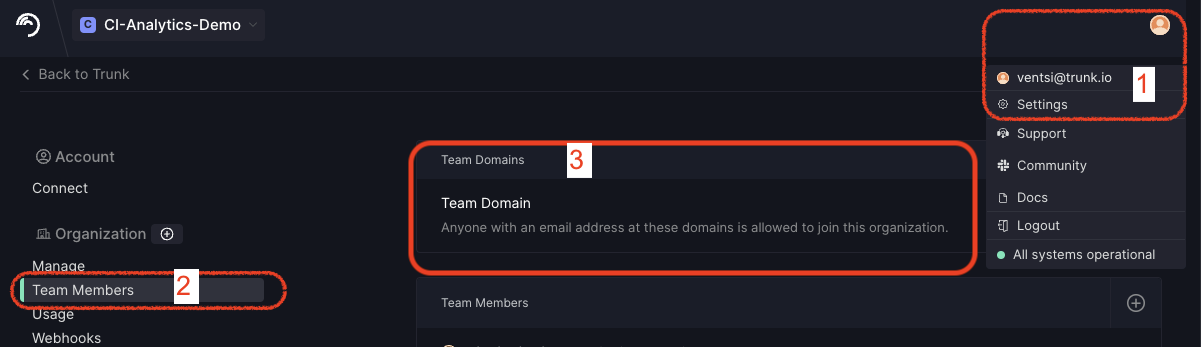 C CI-Analytics-Demo
Back to Trunk
ventsi@trunk.io
1
Settings
Support
Community
Docs
Logout
All systems operational
Account
Connect
Organization
Manage
Team Members
2
Usage
Webhooks
Team Domains
3
Team Domain
Anyone with an email address at these domains is allowed to join this organization.
Team Members